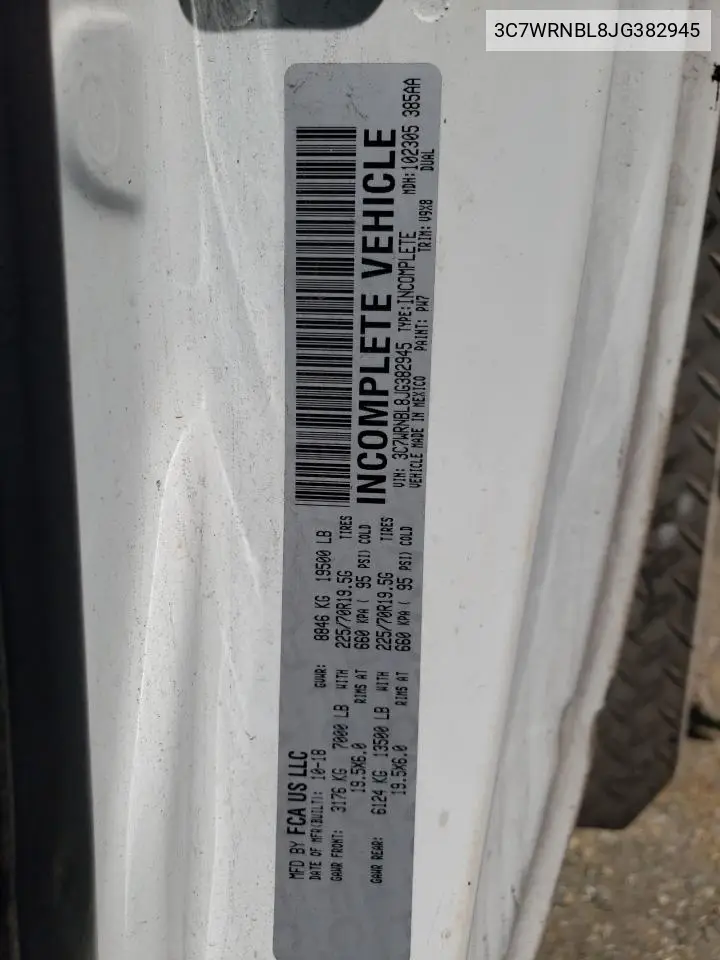 3C7WRNBL8JG382945
MFD BY FCA US LLC
DATE OF MFR(BUILT): 10-18 GVWR: 8846 KG 19500 LB
GAWR FRONT: 3176 KG 7000 LB WITH 225/70R19.5G TIRES
19.5X6.0 RIMS AT 660 KPA ( 95 PSI) COLD
GAWR REAR: 6124 KG 13500 LB WITH 225/70R19.5G TIRES
19.5X6.0 RIMS AT 660 KPA ( 95 PSI) COLD
INCOMPLETE VEHICLE
VIN: 3C7WRNBL8JG382945 TYPE: INCOMPLETE MDH: 102305 385AA
VEHICLE MADE IN MEXICO PAINT: PW7 TRIM: V9X8 DUAL